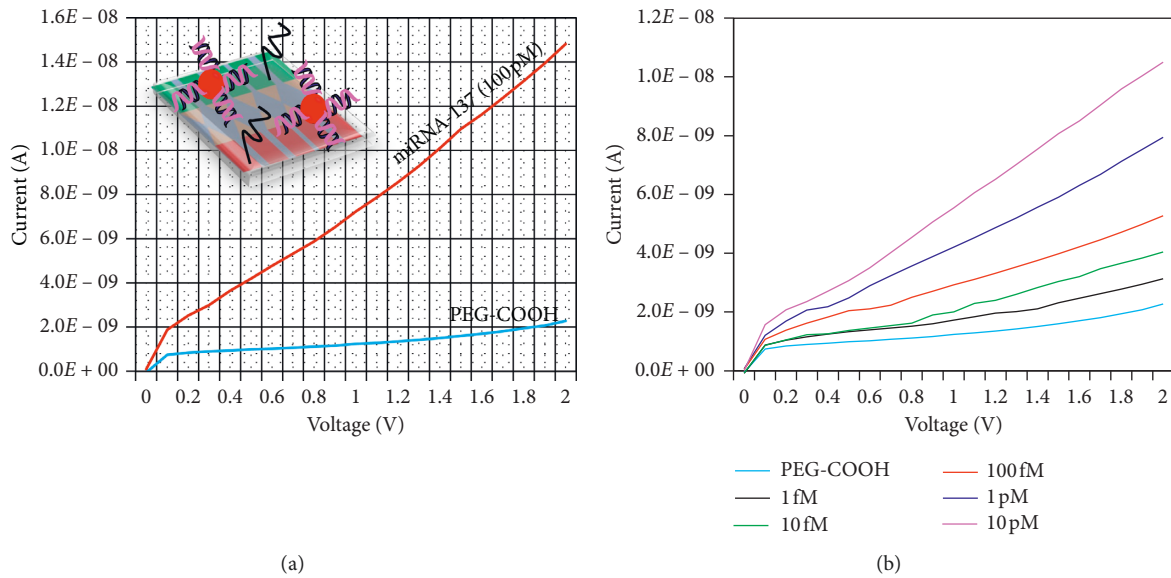 1.6E – 08
1.4E – 08
1.2E – 08
1.0E – 08
8.0E – 09
6.0E – 09
4.0E – 09
2.0E – 09
0.0E + 00
Current (A)
miRNA-137 (100 pM)
PEG-COOH
0 0.2 0.4 0.6 0.8 1 1.2 1.4 1.6 1.8 2
Voltage (V)
(a)
1.2E – 08
1.0E – 08
8.0E – 09
6.0E – 09
4.0E – 09
2.0E – 09
0.0E + 00
Current (A)
0 0.2 0.4 0.6 0.8 1 1.2 1.4 1.6 1.8 2
Voltage (V)
PEG-COOH
1 fM
10 fM
100 fM
1 pM
10 pM
(b)